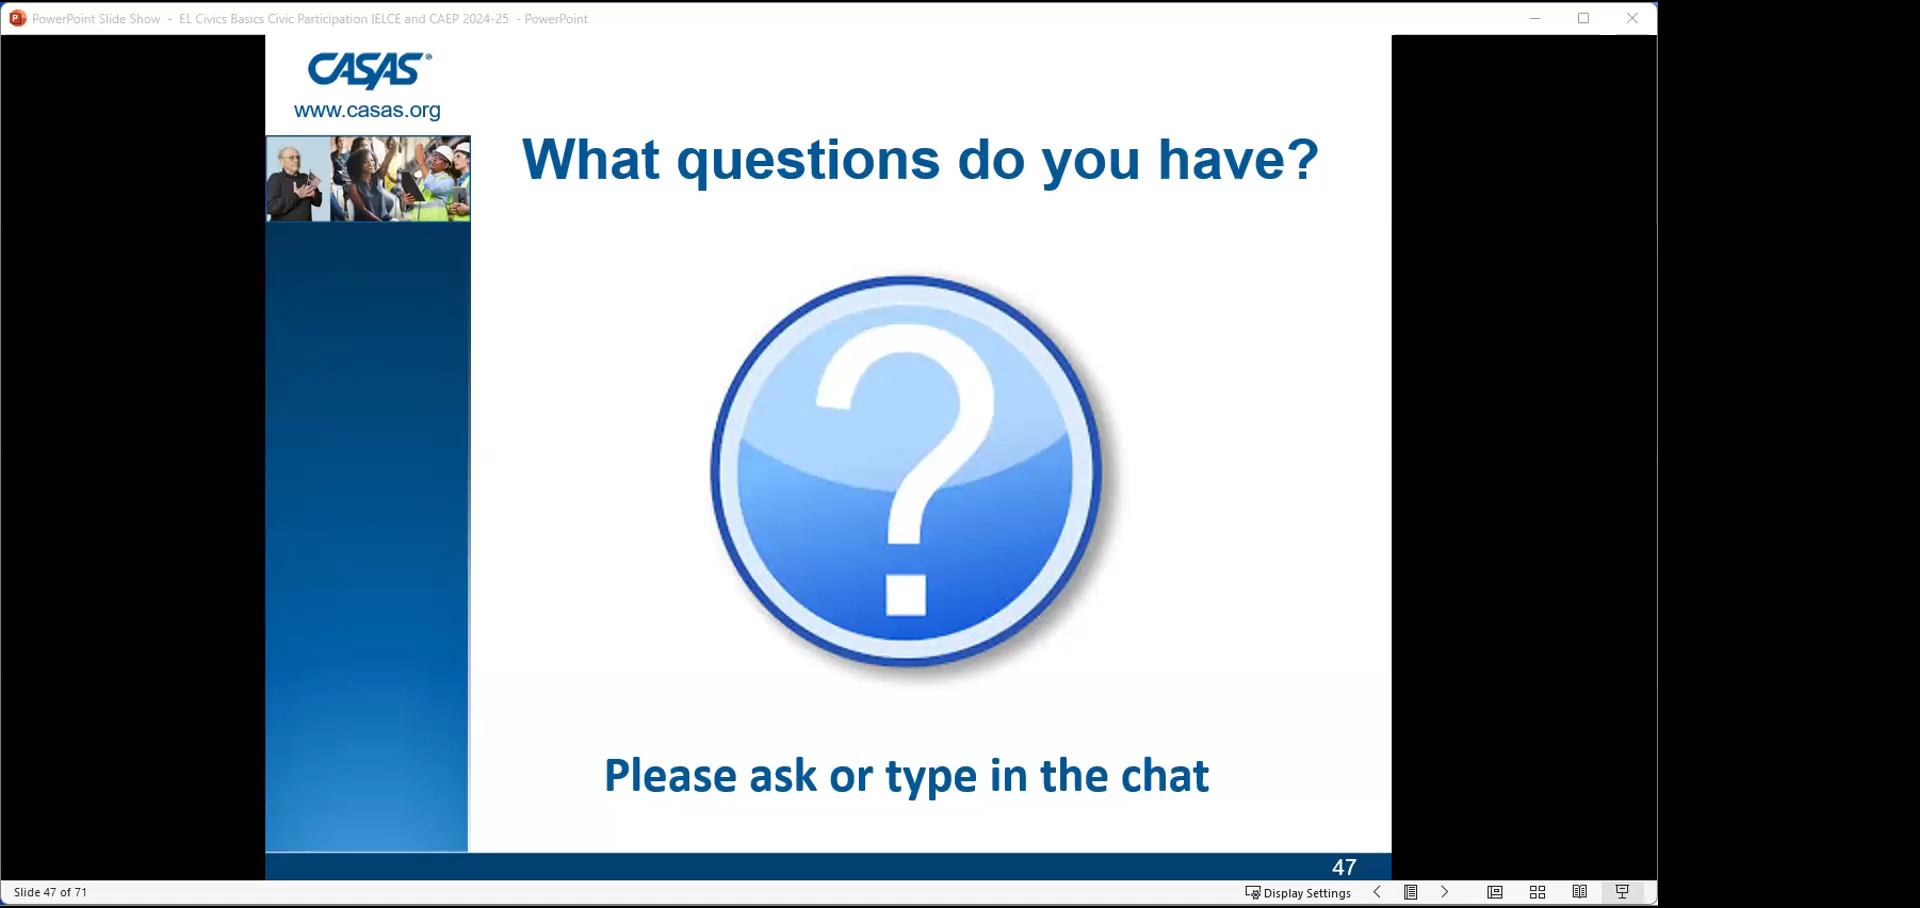 PowerPoint Slide Show - EL Civics Basics Civic Participation IELCE and CAEP 2024-25 - PowerPoint
CASAS®
www.casas.org
What questions do you have?
?
Please ask or type in the chat
47
Slide 47 of 71
Display Settings